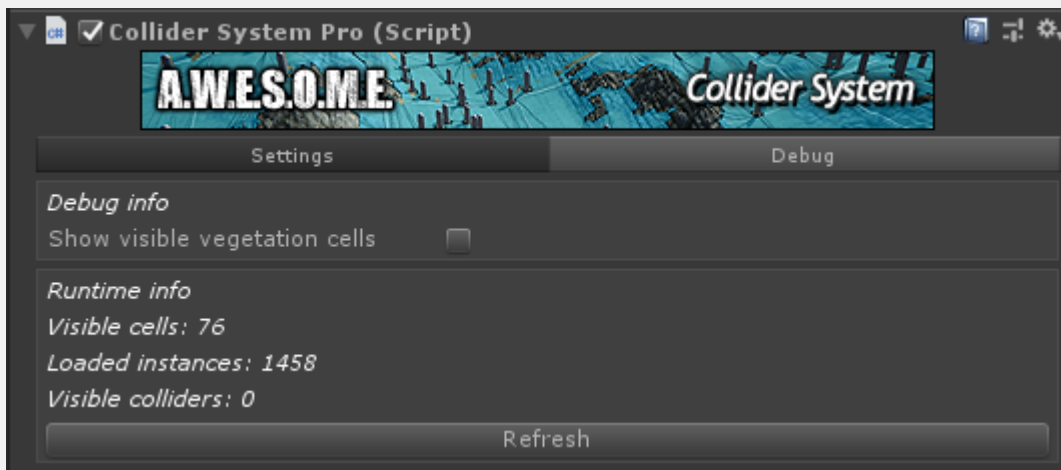 Collider System Pro (Script)
A.W.E.S.O.M.E. Collider System
Settings Debug
Debug info
Show visible vegetation cells
Runtime info
Visible cells: 76
Loaded instances: 1458
Visible colliders: 0
Refresh